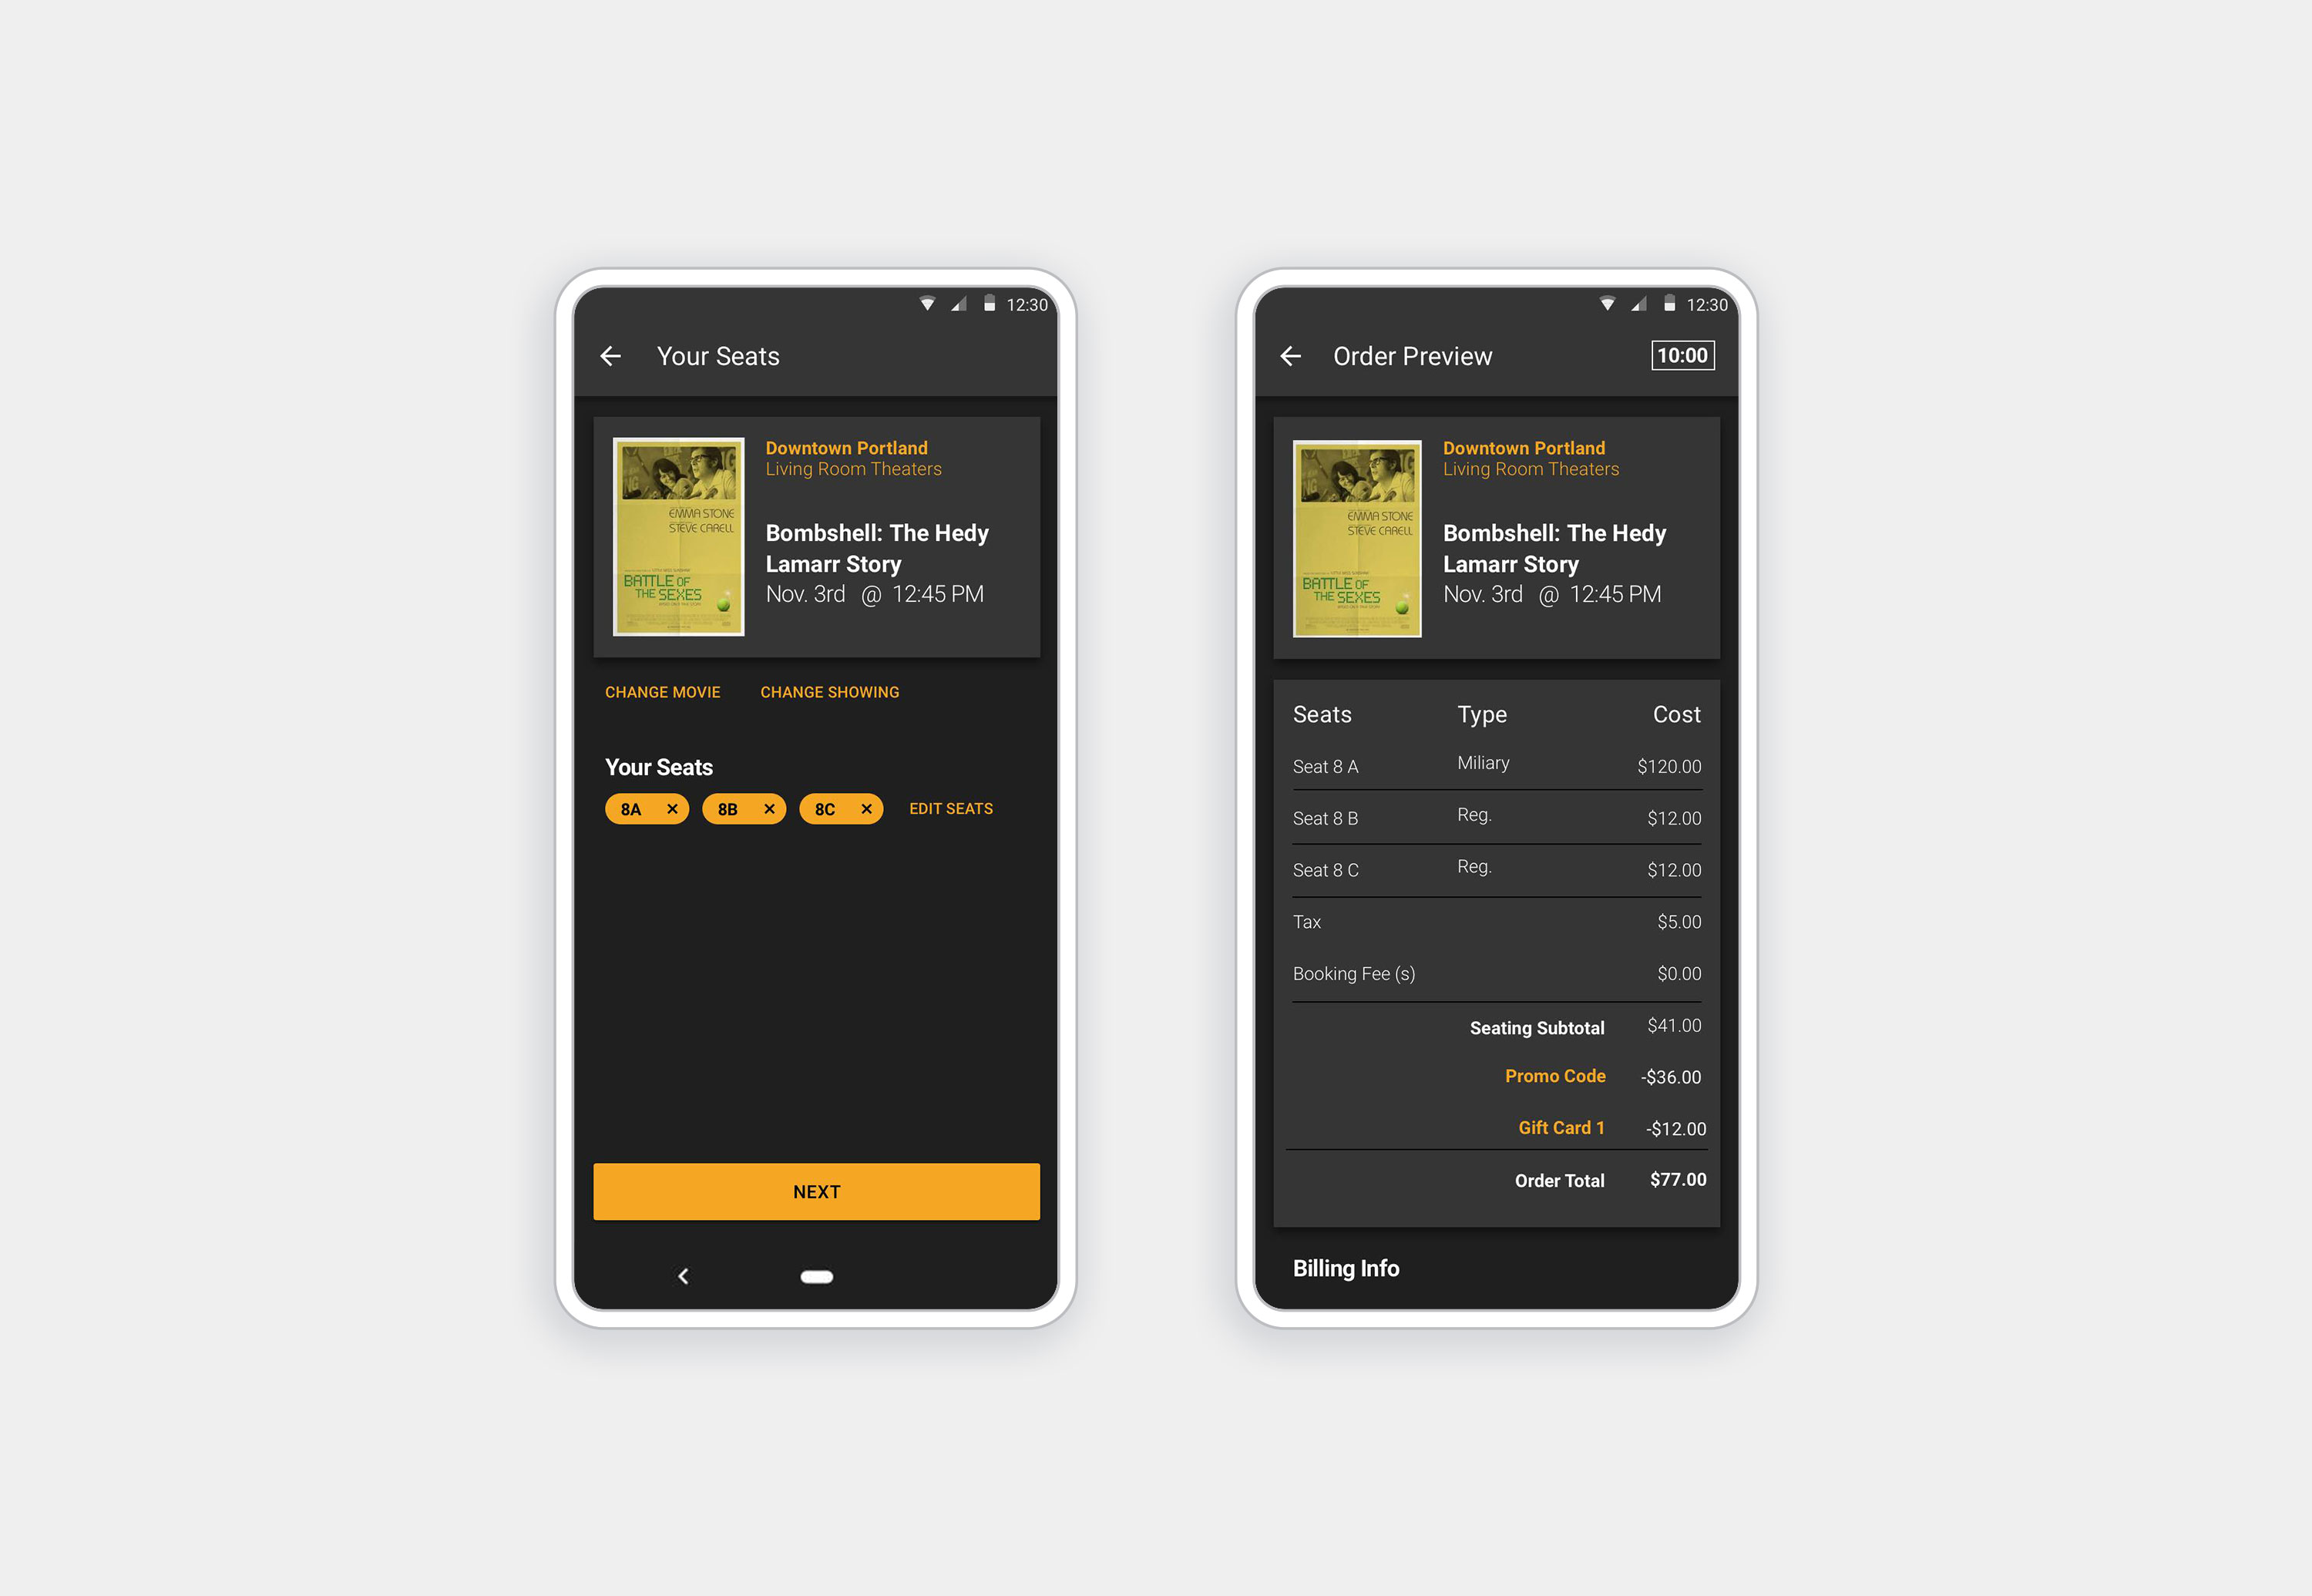 12:30
Your Seats
EMMA STONE
STEVE CARELL
BATTLE OF
THE SEXES
Downtown Portland
Living Room Theaters
Bombshell: The Hedy
Lamarr Story
Nov. 3rd @ 12:45 PM
CHANGE MOVIE CHANGE SHOWING
Your Seats
8A × 8B × 8C × EDIT SEATS
NEXT
12:30
Order Preview 10:00
EMMA STONE
STEVE CARELL
BATTLE OF
THE SEXES
Downtown Portland
Living Room Theaters
Bombshell: The Hedy
Lamarr Story
Nov. 3rd @ 12:45 PM
Seats Type Cost
Seat 8 A Miliary $120.00
Seat 8 B Reg. $12.00
Seat 8 C Reg. $12.00
Tax $5.00
Booking Fee (s) $0.00
Seating Subtotal $41.00
Promo Code -$36.00
Gift Card 1 -$12.00
Order Total $77.00
Billing Info